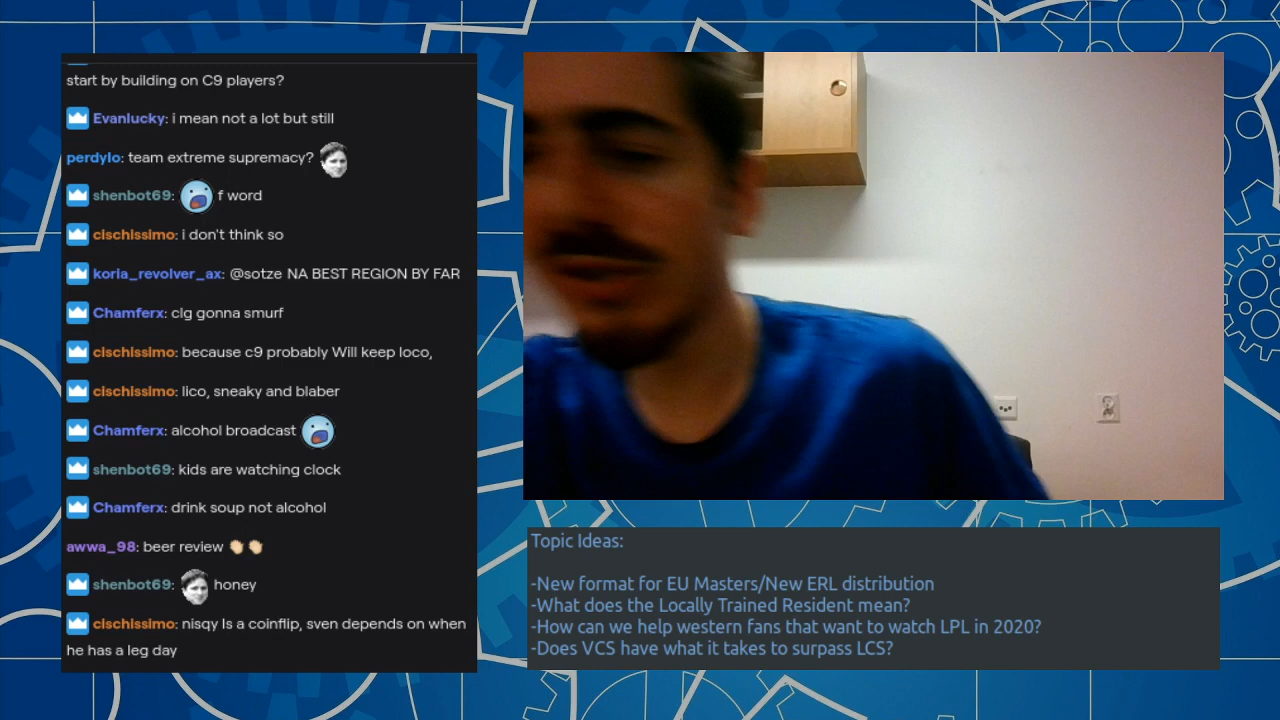 start by building on C9 players?
Evanlucky: i mean not a lot but still
perdylo: team extreme supremacy?
shenbot69: f word
cischissimo: i don't think so
koria_revolver_ax: @sotze NA BEST REGION BY FAR
Chamferx: clg gonna smurf
cischissimo: because c9 probably Will keep loco,
cischissimo: lico, sneaky and blaber
Chamferx: alcohol broadcast
shenbot69: kids are watching clock
Chamferx: drink soup not alcohol
awwa_98: beer review 👏🏻 👏🏻
shenbot69: honey
cischissimo: nisqy Is a coinflip, sven depends on when
he has a leg day
Topic Ideas:
-New format for EU Masters/New ERL distribution
-What does the Locally Trained Resident mean?
-How can we help western fans that want to watch LPL in 2020?
-Does VCS have what it takes to surpass LCS?